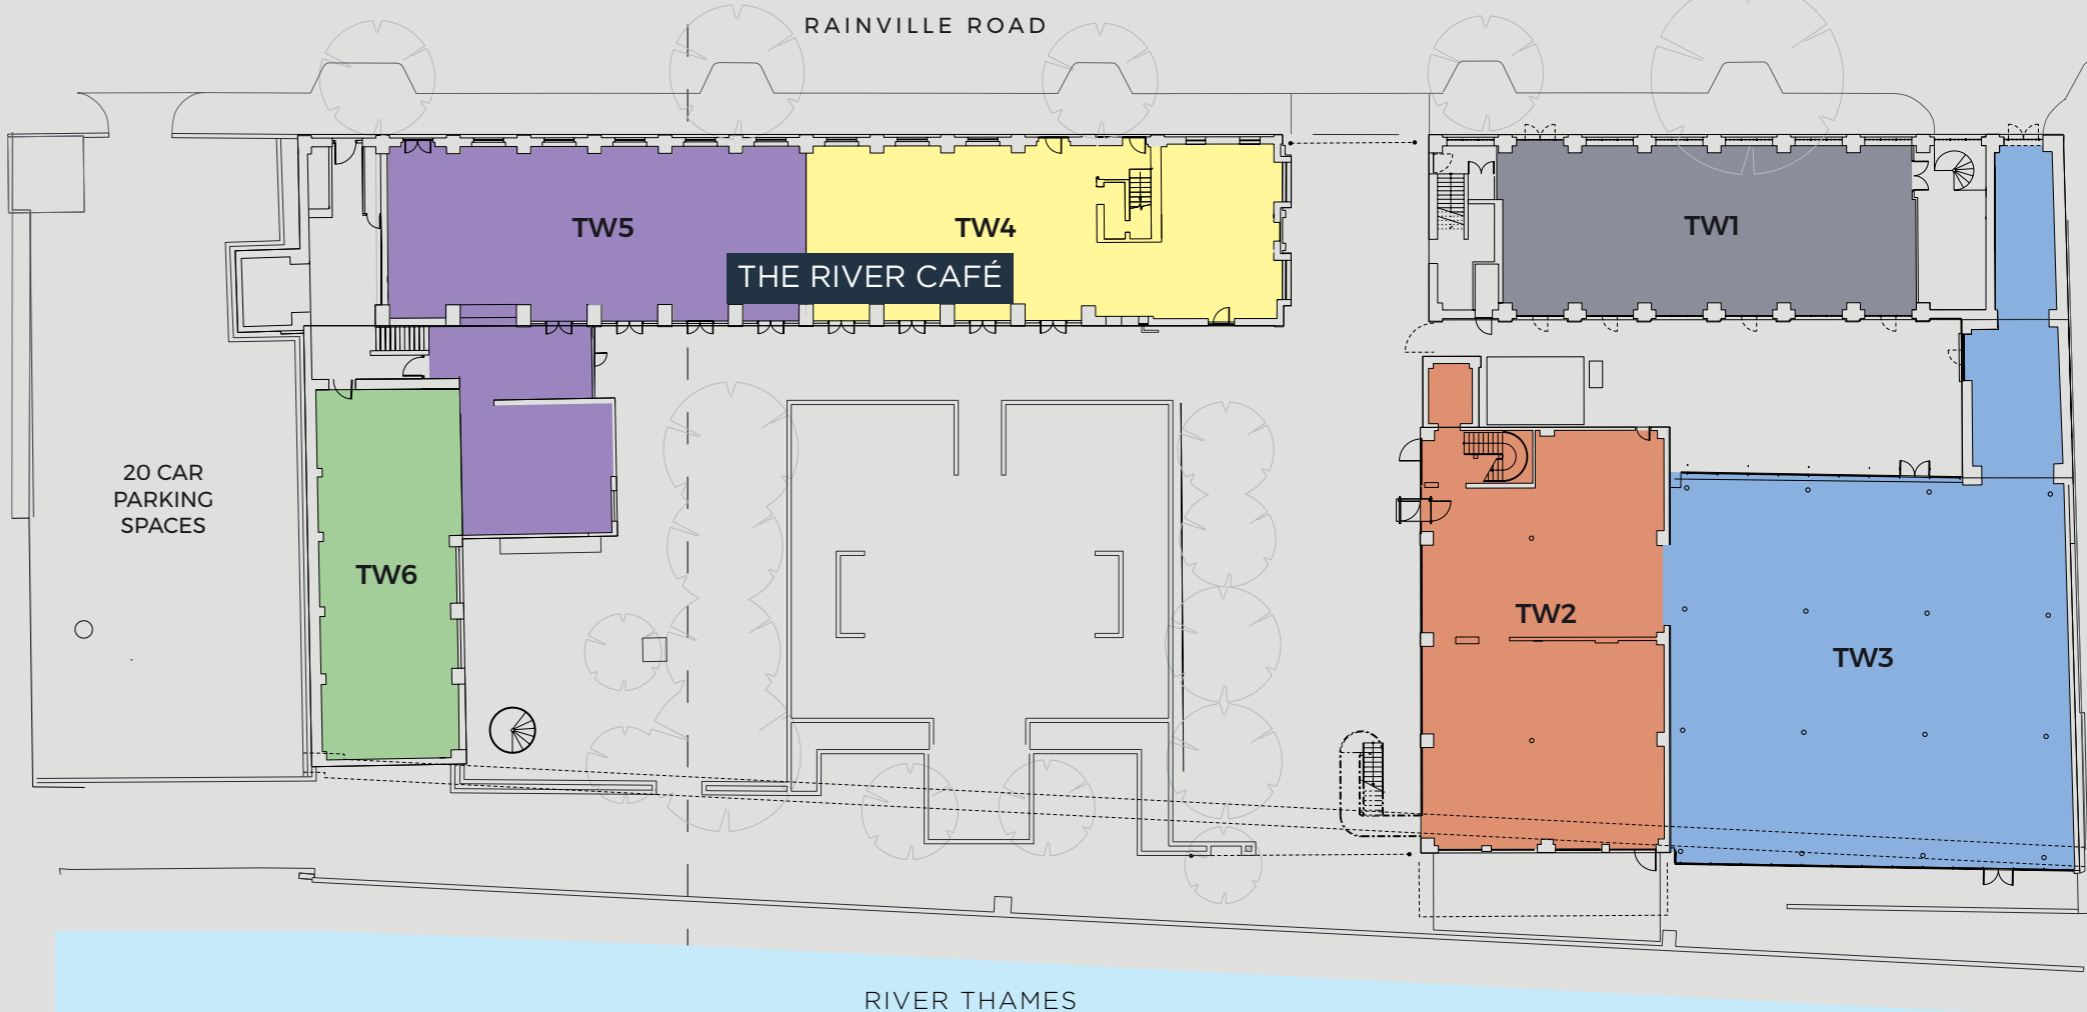 RAINVILLE ROAD
TW5
TW4
TW1
THE RIVER CAFÉ
20 CAR
PARKING
SPACES
TW6
TW2
TW3
RIVER THAMES